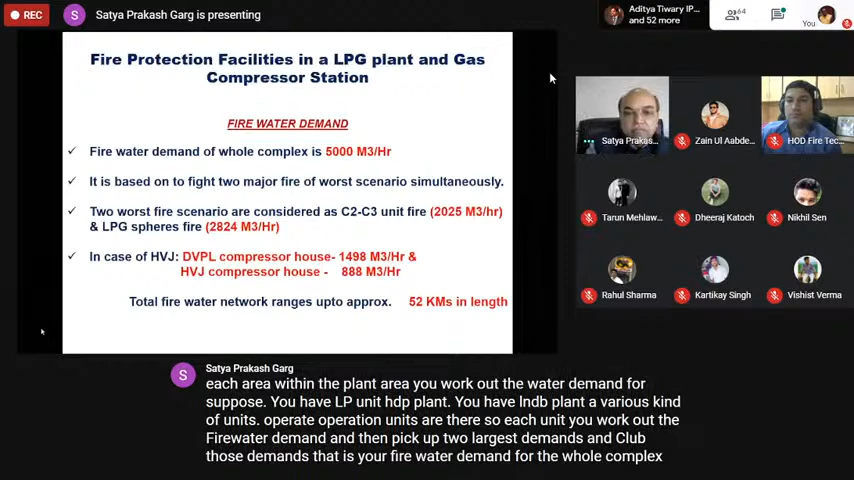 REC
S
Satya Prakash Garg is presenting
Aditya Tiwary IP...
and 52 more
64
You
Fire Protection Facilities in a LPG plant and Gas
Compressor Station
FIRE WATER DEMAND
✓ Fire water demand of whole complex is 5000 M3/Hr
✓ It is based on to fight two major fire of worst scenario simultaneously.
✓ Two worst fire scenario are considered as C2-C3 unit fire (2025 M3/hr)
& LPG spheres fire (2824 M3/Hr)
✓ In case of HVJ: DVPL compressor house- 1498 M3/Hr &
HVJ compressor house - 888 M3/Hr
Total fire water network ranges upto approx. 52 KMs in length
Satya Prakas...
Zain Ul Aabde...
HOD Fire Tec...
Tarun Mehlaw...
Dheeraj Katoch
Nikhil Sen
Rahul Sharma
Kartikay Singh
Vishist Verma
S
Satya Prakash Garg
each area within the plant area you work out the water demand for
suppose. You have LP unit hdp plant. You have lndb plant a various kind
of units. operate operation units are there so each unit you work out the
Firewater demand and then pick up two largest demands and Club
those demands that is your fire water demand for the whole complex